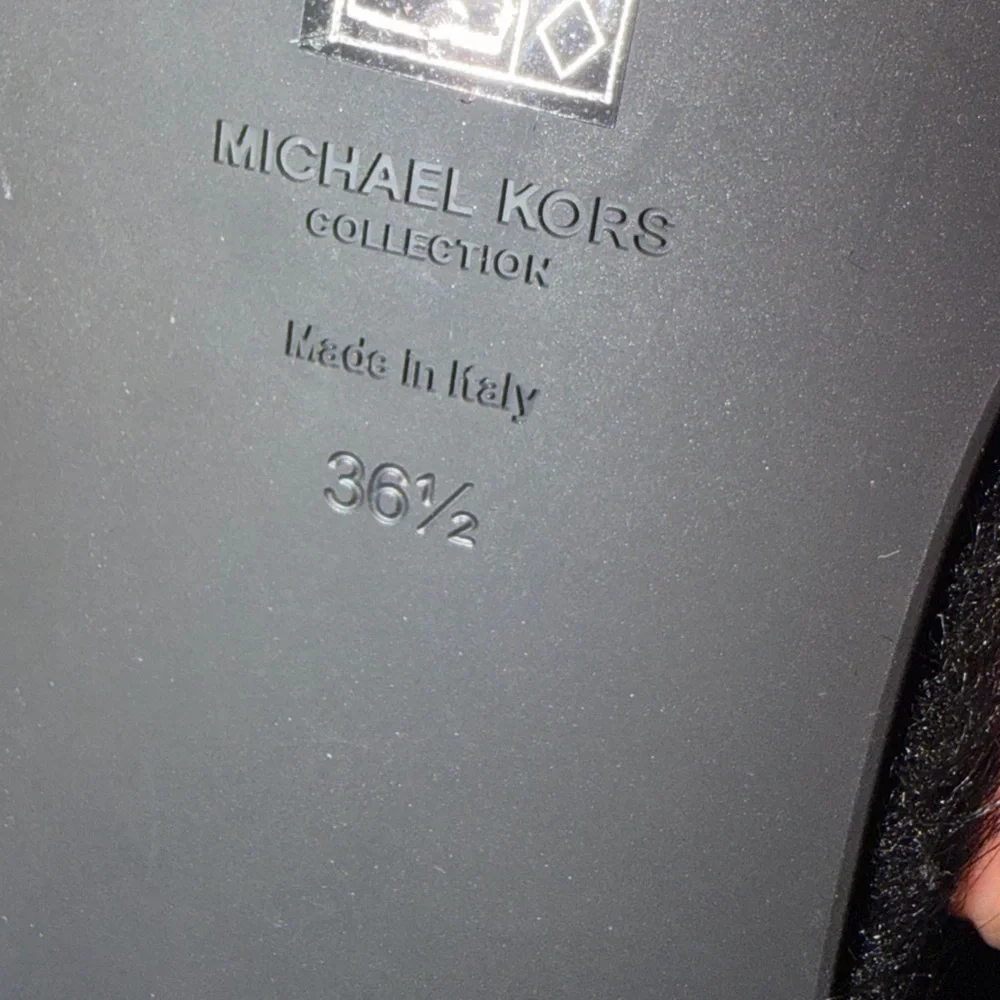 MICHAEL KORS
COLLECTION
Made in Italy
36½